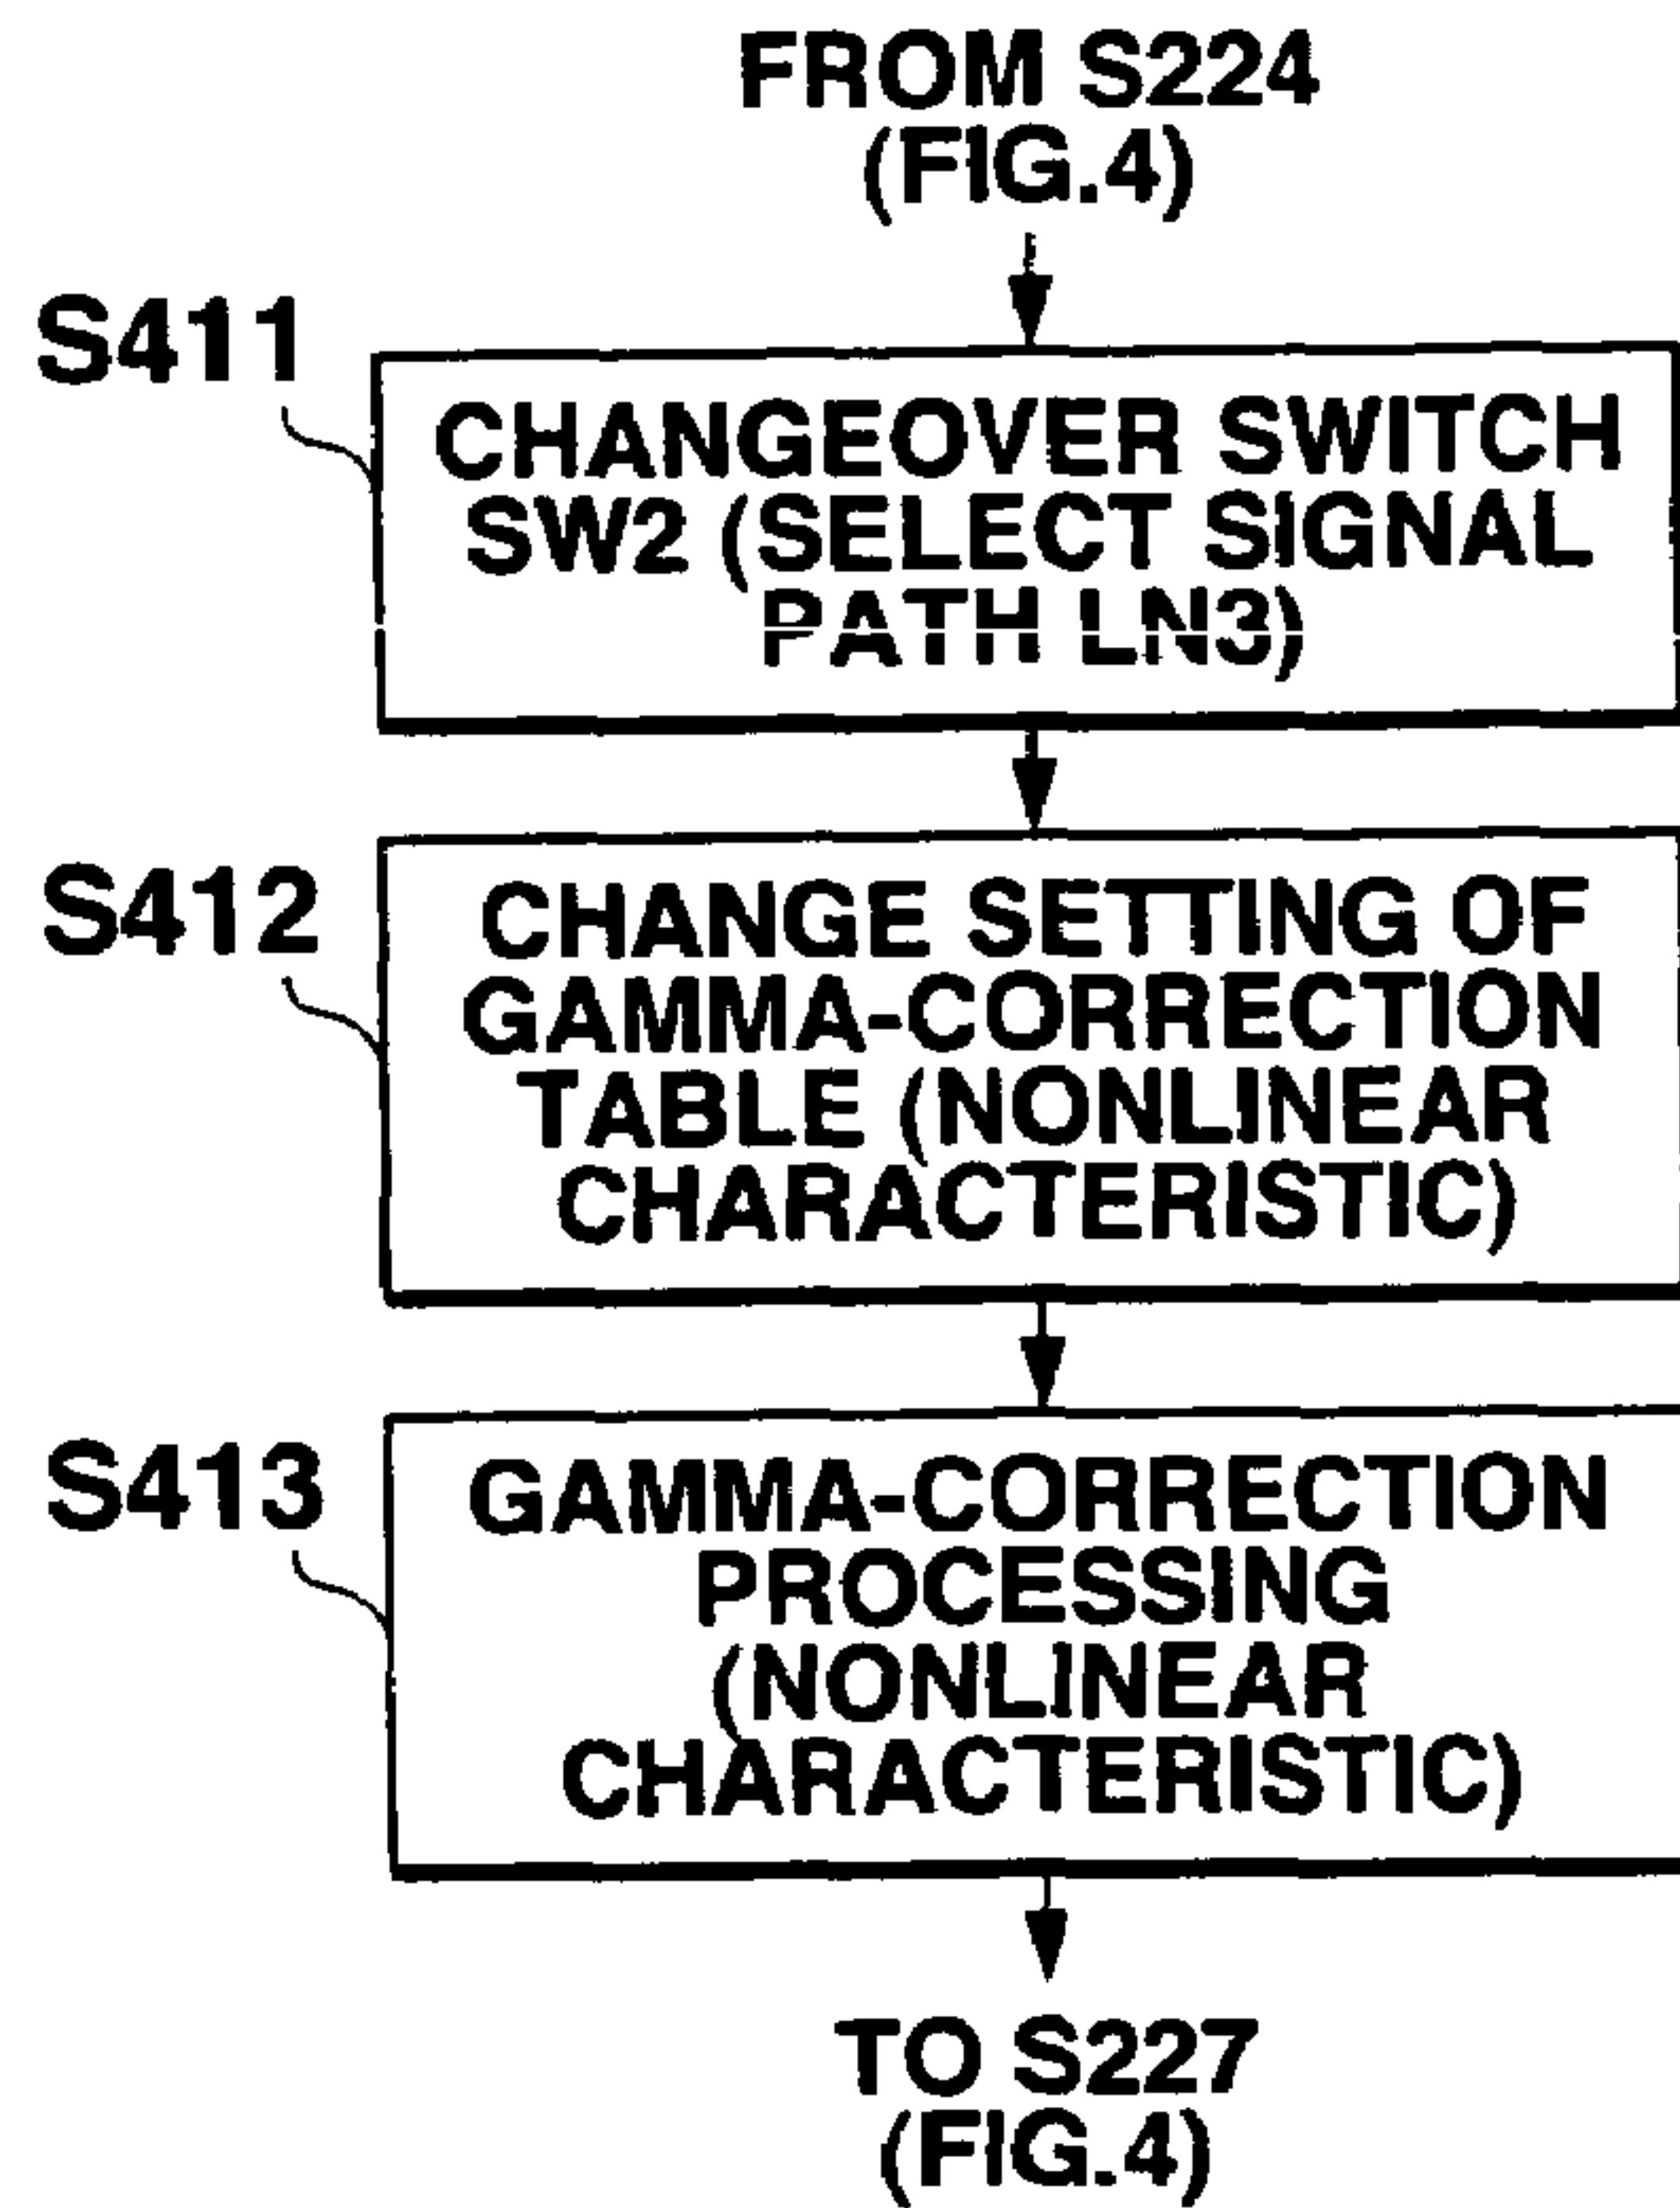 FROM S224
(FIG.4)
S411
CHANGEOVER SWITCH
SW2 (SELECT SIGNAL
PATH LN3)
S412
CHANGE SETTING OF
GAMMA-CORRECTION
TABLE (NONLINEAR
CHARACTERISTIC)
S413
GAMMA-CORRECTION
PROCESSING
(NONLINEAR
CHARACTERISTIC)
TO S227
(FIG.4)